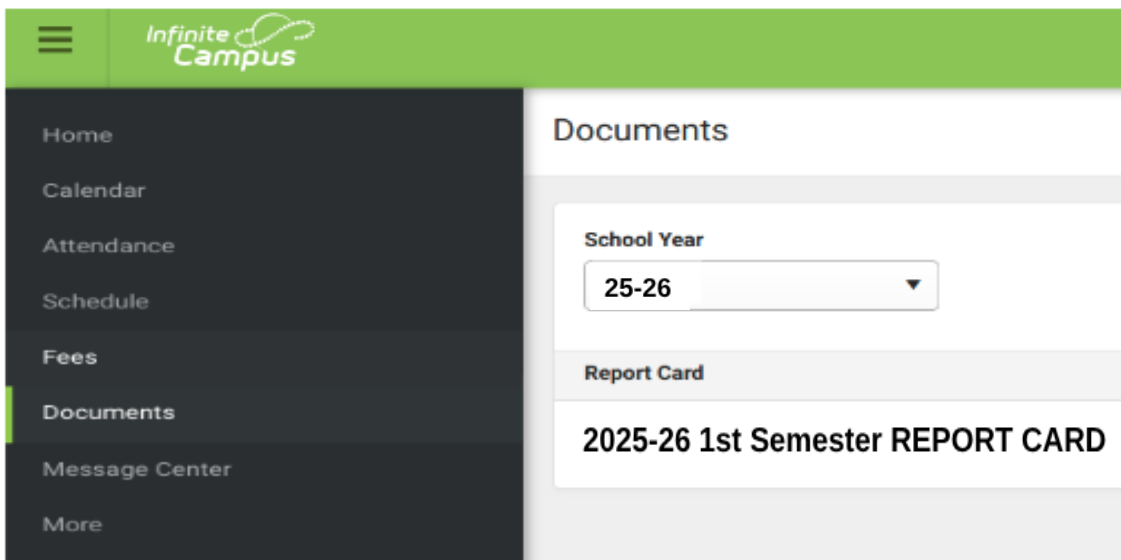 Infinite
Campus
Home
Calendar
Attendance
Schedule
Fees
Documents
Message Center
More
Documents
School Year
25-26
Report Card
2025-26 1st Semester REPORT CARD